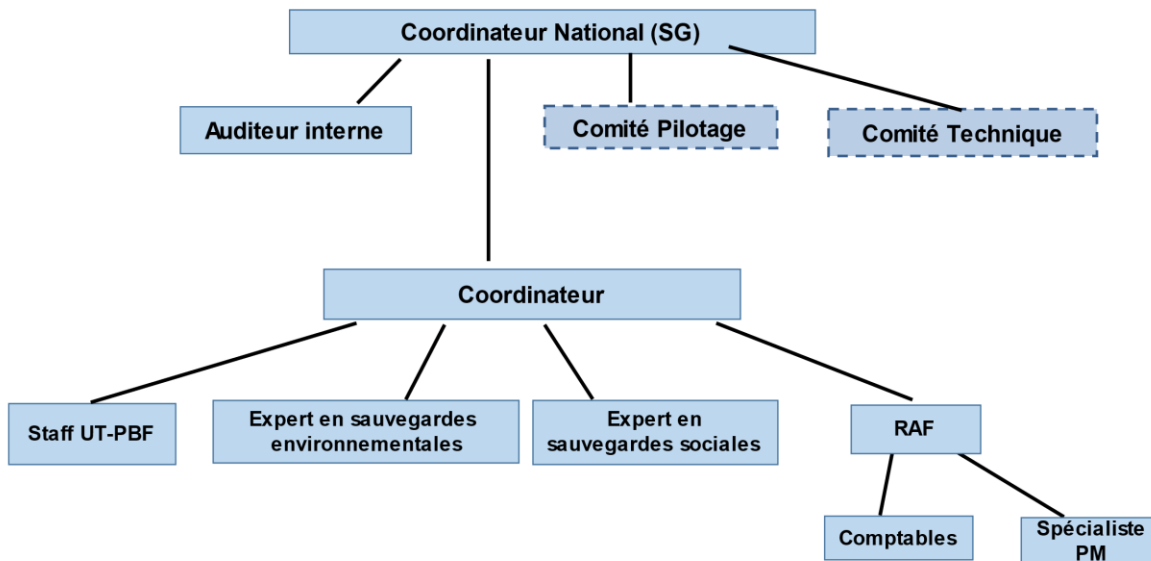 Coordinateur National (SG)
Auditeur interne
Comité Pilotage
Comité Technique
Coordinateur
Staff UT-PBF
Expert en sauvegardes
environnementales
Expert en
sauvegardes sociales
RAF
Comptables
Spécialiste
PM